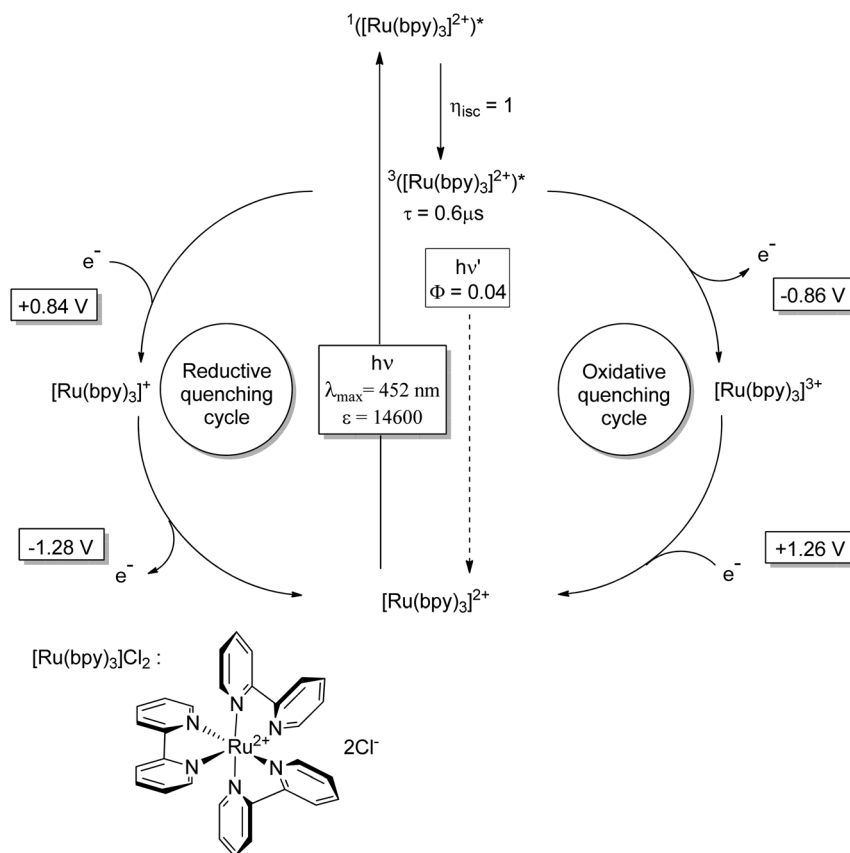 ¹([Ru(bpy)₃]²⁺)*
η_isc = 1
³([Ru(bpy)₃]²⁺)*
τ = 0.6μs
e⁻
hν'
Φ = 0.04
e⁻
+0.84 V
-0.86 V
[Ru(bpy)₃]⁺
Reductive
quenching
cycle
hν
λ_max = 452 nm
ε = 14600
Oxidative
quenching
cycle
[Ru(bpy)₃]³⁺
-1.28 V
e⁻
e⁻
+1.26 V
[Ru(bpy)₃]²⁺
[Ru(bpy)₃]Cl₂ :
N
N
N
Ru²⁺
2Cl⁻
N
N
N